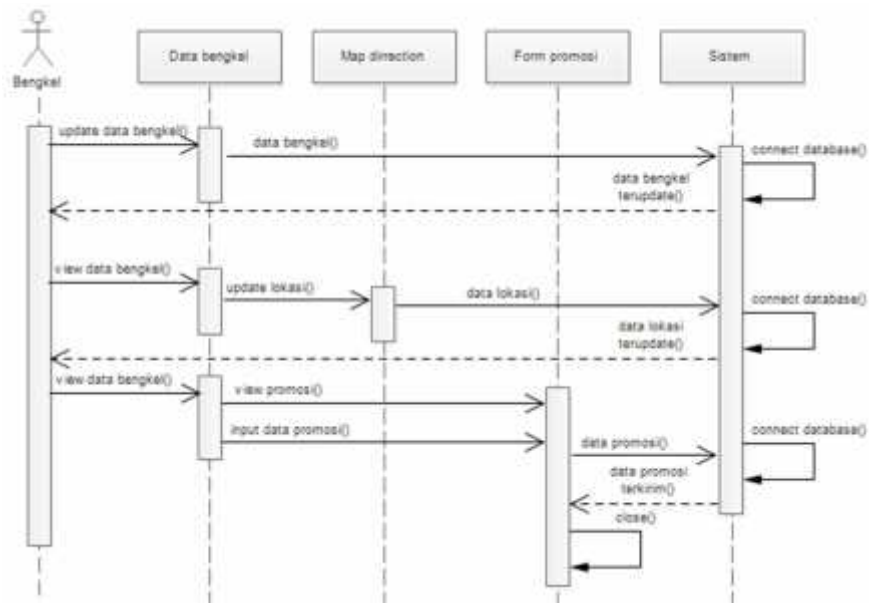 Bengkel
Data bengkel
Map dirrection
Form promosi
Sistem
update data bengkel()
data bengkel()
connect database()
data bengkel
terupdate()
view data bengkel()
update lokasi()
data lokasi()
connect database()
data lokasi
terupdate()
view data bengkel()
view promosi()
input data promosi()
data promosi()
connect database()
data promosi
terkirim()
close()